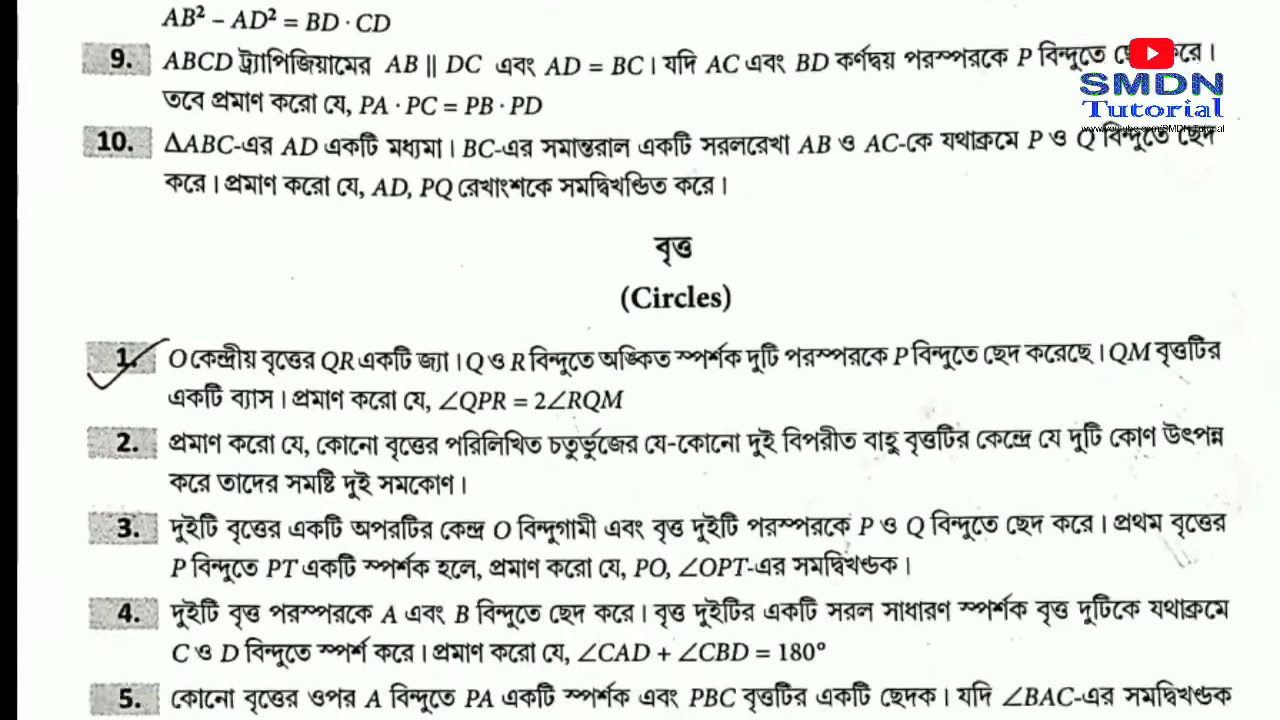 AB² – AD² = BD · CD
9. ABCD ট্র্যাপিজিয়ামের AB || DC এবং AD = BC। যদি AC এবং BD কর্ণদ্বয় পরস্পরকে P বিন্দুতে করে।
তবে প্রমাণ করো যে, PA · PC = PB · PD
SMDN
Tutorial
www.youtube.com/SMDN Tutorial
10. ΔABC-এর AD একটি মধ্যমা। BC-এর সমান্তরাল একটি সরলরেখা AB ও AC-কে যথাক্রমে P ও Q বিন্দুতে ছেদ
করে। প্রমাণ করো যে, AD, PQ রেখাংশকে সমদ্বিখণ্ডিত করে।
বৃত্ত
(Circles)
1. O কেন্দ্রীয় বৃত্তের QR একটি জ্যা। Q ও R বিন্দুতে অঙ্কিত স্পর্শক দুটি পরস্পরকে P বিন্দুতে ছেদ করেছে। QM বৃত্তটির
একটি ব্যাস। প্রমাণ করো যে, ∠QPR = 2∠RQM
2. প্রমাণ করো যে, কোনো বৃত্তের পরিলিখিত চতুর্ভুজের যে-কোনো দুই বিপরীত বাহু বৃত্তটির কেন্দ্রে যে দুটি কোণ উৎপন্ন
করে তাদের সমষ্টি দুই সমকোণ।
3. দুইটি বৃত্তের একটি অপরটির কেন্দ্র O বিন্দুগামী এবং বৃত্ত দুইটি পরস্পরকে P ও Q বিন্দুতে ছেদ করে। প্রথম বৃত্তের
P বিন্দুতে PT একটি স্পর্শক হলে, প্রমাণ করো যে, PO, ∠OPT-এর সমদ্বিখণ্ডক।
4. দুইটি বৃত্ত পরস্পরকে A এবং B বিন্দুতে ছেদ করে। বৃত্ত দুইটির একটি সরল সাধারণ স্পর্শক বৃত্ত দুটিকে যথাক্রমে
C ও D বিন্দুতে স্পর্শ করে। প্রমাণ করো যে, ∠CAD + ∠CBD = 180°
5. কোনো বৃত্তের ওপর A বিন্দুতে PA একটি স্পর্শক এবং PBC বৃত্তটির একটি ছেদক। যদি ∠BAC-এর সমদ্বিখণ্ডক